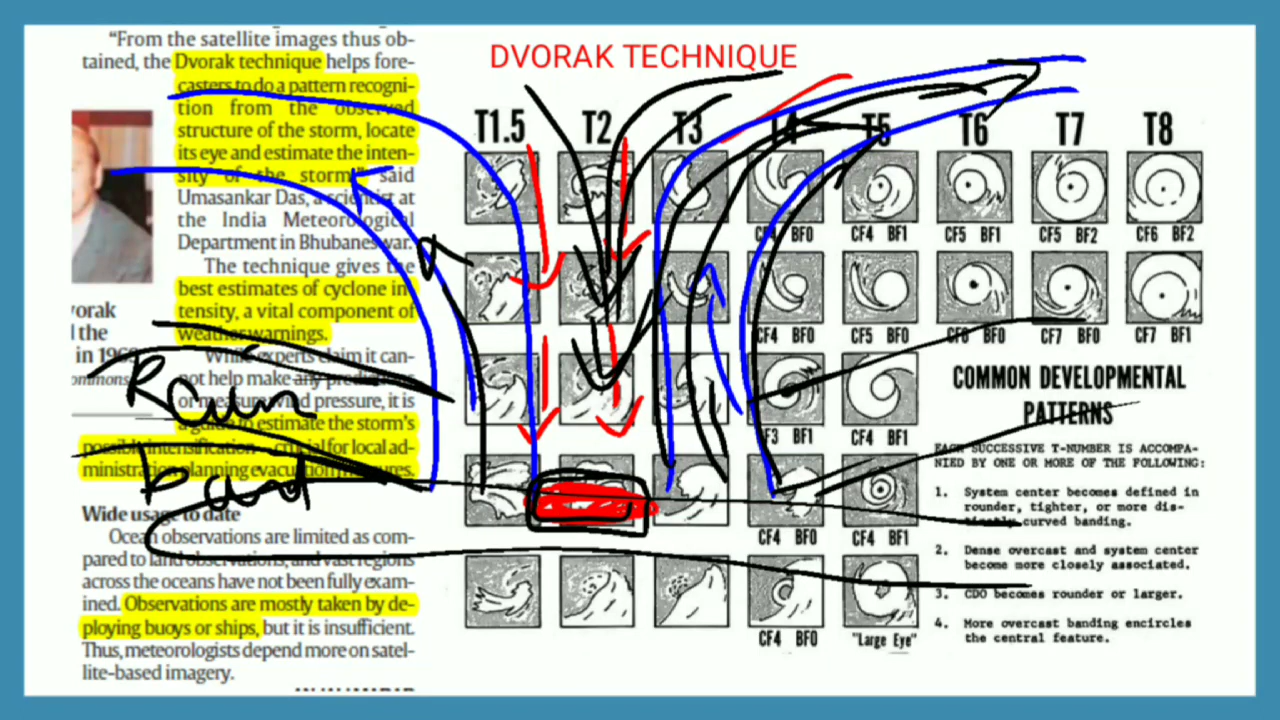 "From the satellite images thus ob-
tained, the Dvorak technique helps fore-
casters to do a pattern recogni-
tion from the observed
structure of the storm, locate
its eye and estimate the inten-
sity of the storm," said
Umasankar Das, a scientist at
the India Meteorological
Department in Bhubaneswar.
The technique gives the
best estimates of cyclone in-
tensity, a vital component of
weather warnings.
While experts claim it can-
not help make any predictions
or measure wind pressure, it is
a guide to estimate the storm's
possible intensification — crucial for local ad-
ministration planning evacuation measures.
Wide usage to date
Ocean observations are limited as com-
pared to land observations, and vast regions
across the oceans have not been fully exam-
ined. Observations are mostly taken by de-
ploying buoys or ships, but it is insufficient.
Thus, meteorologists depend more on satel-
lite-based imagery.
vorak
l the
in 196
mmons
Rain
band
DVORAK TECHNIQUE
T1.5 T2 T3 T4 T5 T6 T7 T8
CF4 BF0 CF4 BF1 CF5 BF1 CF5 BF2 CF6 BF2
CF4 BF0 CF5 BF0 CF6 BF0 CF7 BF0 CF7 BF1
F3 BF1 CF4 BF1
CF4 BF0 CF4 BF1
CF4 BF0 "Large Eye"
COMMON DEVELOPMENTAL
PATTERNS
EACH SUCCESSIVE T-NUMBER IS ACCOMPA-
NIED BY ONE OR MORE OF THE FOLLOWING:
1. System center becomes defined in
rounder, tighter, or more dis-
tinctly curved banding.
2. Dense overcast and system center
become more closely associated.
3. CDO becomes rounder or larger.
4. More overcast banding encircles
the central feature.